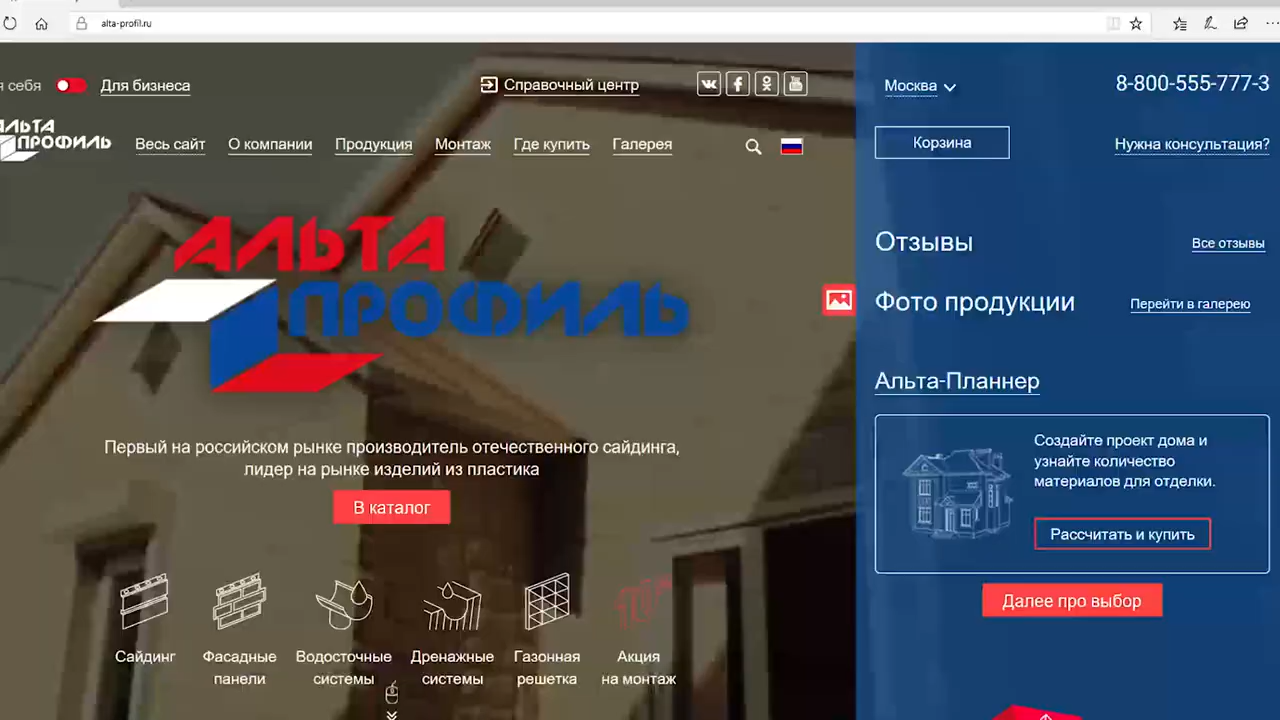 alta-profil.ru
я себя
Для бизнеса
Справочный центр
Москва
8-800-555-777-3
АЛЬТА
ПРОФИЛЬ
Весь сайт
О компании
Продукция
Монтаж
Где купить
Галерея
Корзина
Нужна консультация?
АЛЬТА
ПРОФИЛЬ
Отзывы
Все отзывы
Фото продукции
Перейти в галерею
Альта-Планнер
Создайте проект дома и
узнайте количество
материалов для отделки.
Рассчитать и купить
Далее про выбор
Первый на российском рынке производитель отечественного сайдинга,
лидер на рынке изделий из пластика
В каталог
Сайдинг
Фасадные
панели
Водосточные
системы
Дренажные
системы
Газонная
решетка
Акция
на монтаж